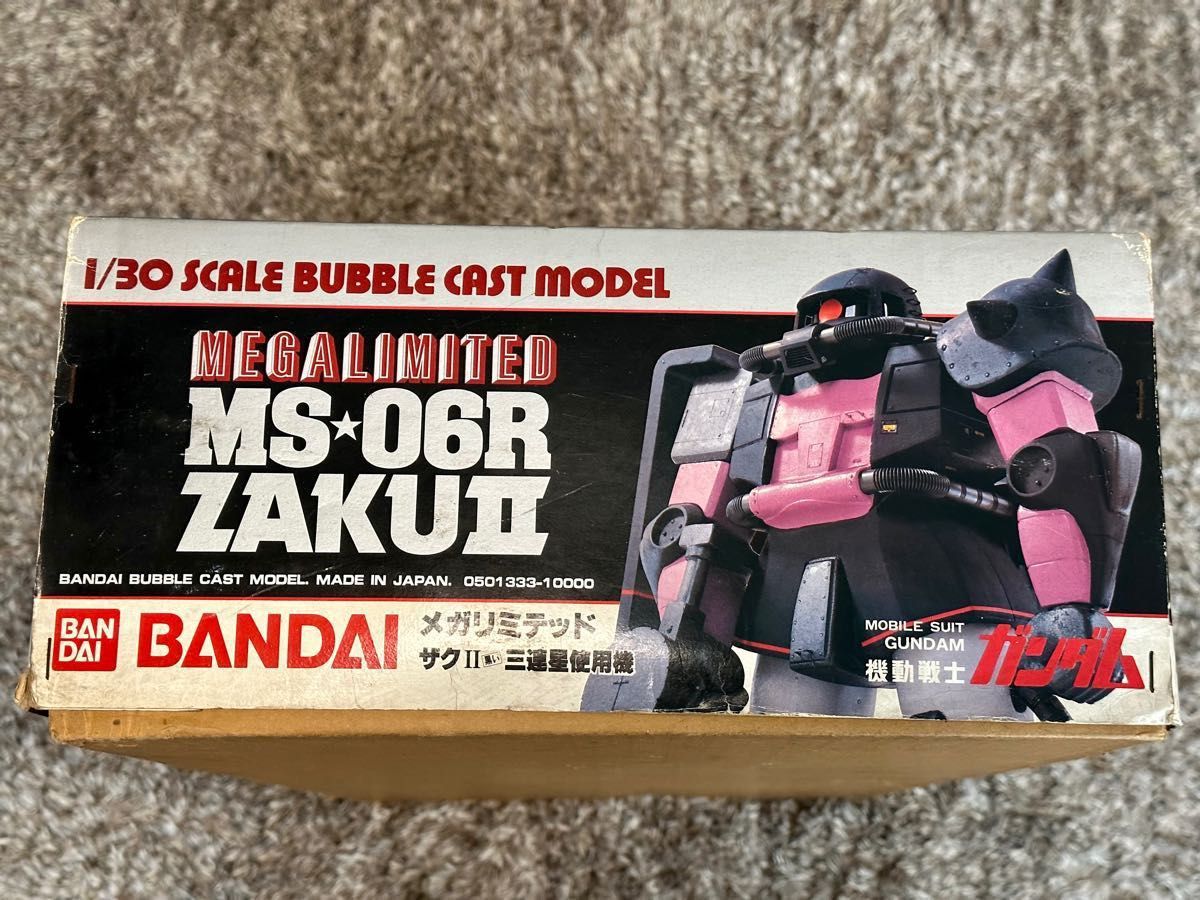 1/30 SCALE BUBBLE CAST MODEL
MEGALIMITED
MS★06R
ZAKUII
BANDAI BUBBLE CAST MODEL. MADE IN JAPAN. 0501333-10000
BAN
DAI
BANDAI
メガリミテッド
ザクII黒い三連星使用機
MOBILE SUIT
GUNDAM
機動戦士
ガンダム